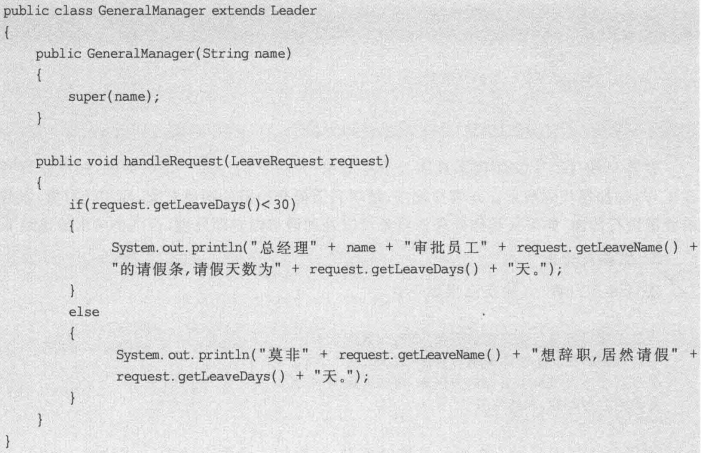 public class GeneralManager extends Leader
{
    public GeneralManager(String name)
    {
        super(name);
    }

    public void handleRequest(LeaveRequest request)
    {
        if(request.getLeaveDays()<30)
        {
            System.out.println("总经理" + name + "审批员工" + request.getLeaveName() +
            "的请假条,请假天数为" + request.getLeaveDays() + "天。");
        }
        else
        {
            System.out.println("莫非" + request.getLeaveName() + "想辞职,居然请假" +
            request.getLeaveDays() + "天。");
        }
    }
}